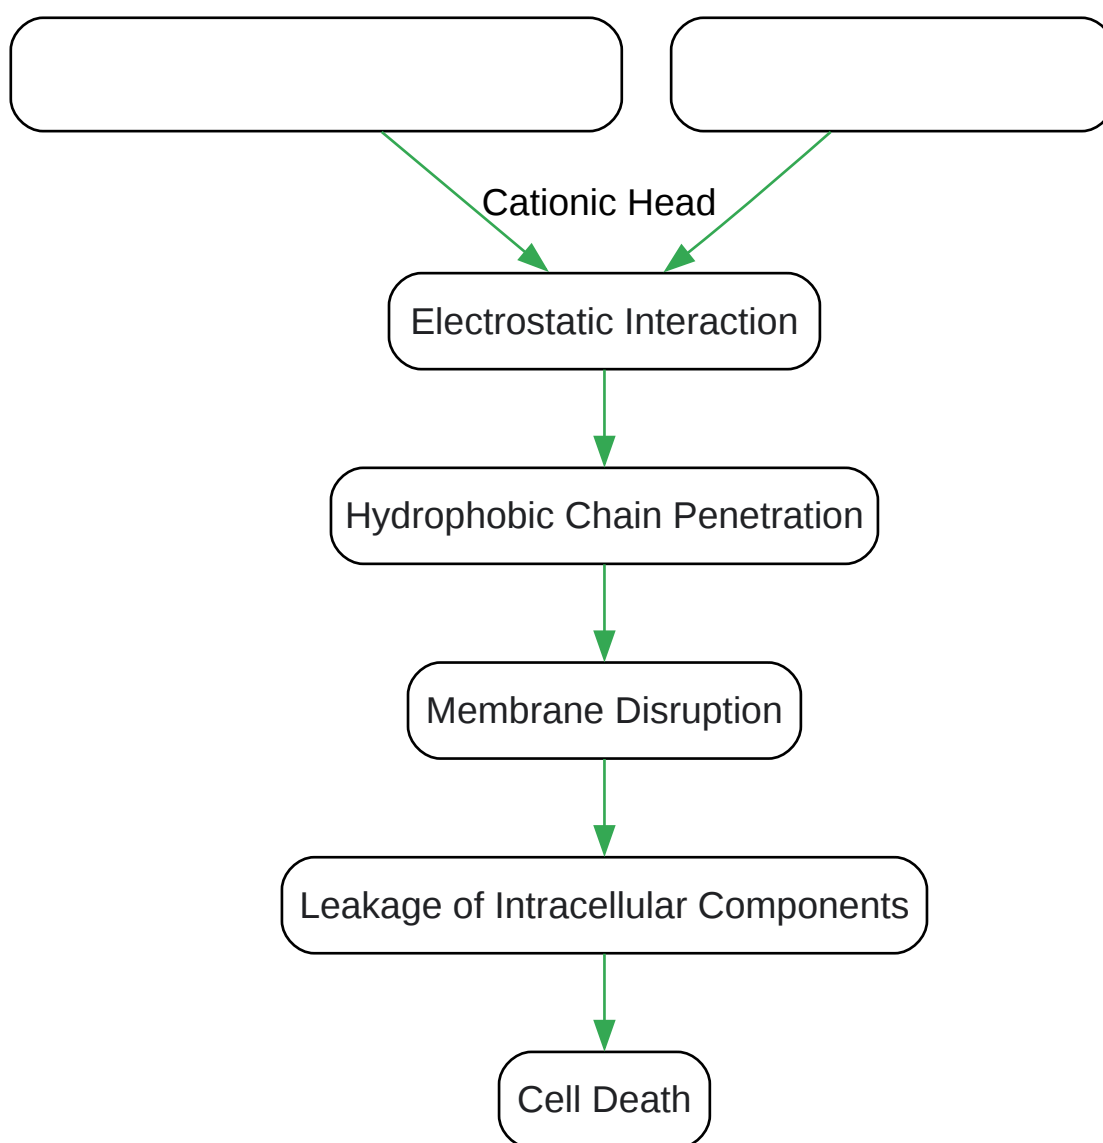 Cationic Head
Electrostatic Interaction
Hydrophobic Chain Penetration
Membrane Disruption
Leakage of Intracellular Components
Cell Death